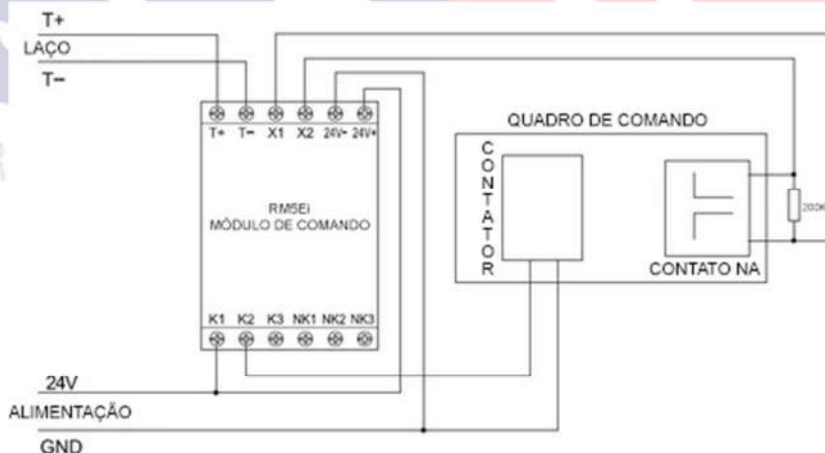 T+
LAÇO
T−
T+ T− X1 X2 24V- 24V+
RM5Ei
MÓDULO DE COMANDO
K1 K2 K3 NK1 NK2 NK3
QUADRO DE COMANDO
CONTATOR
CONTATO NA
200K
24V
ALIMENTAÇÃO
GND